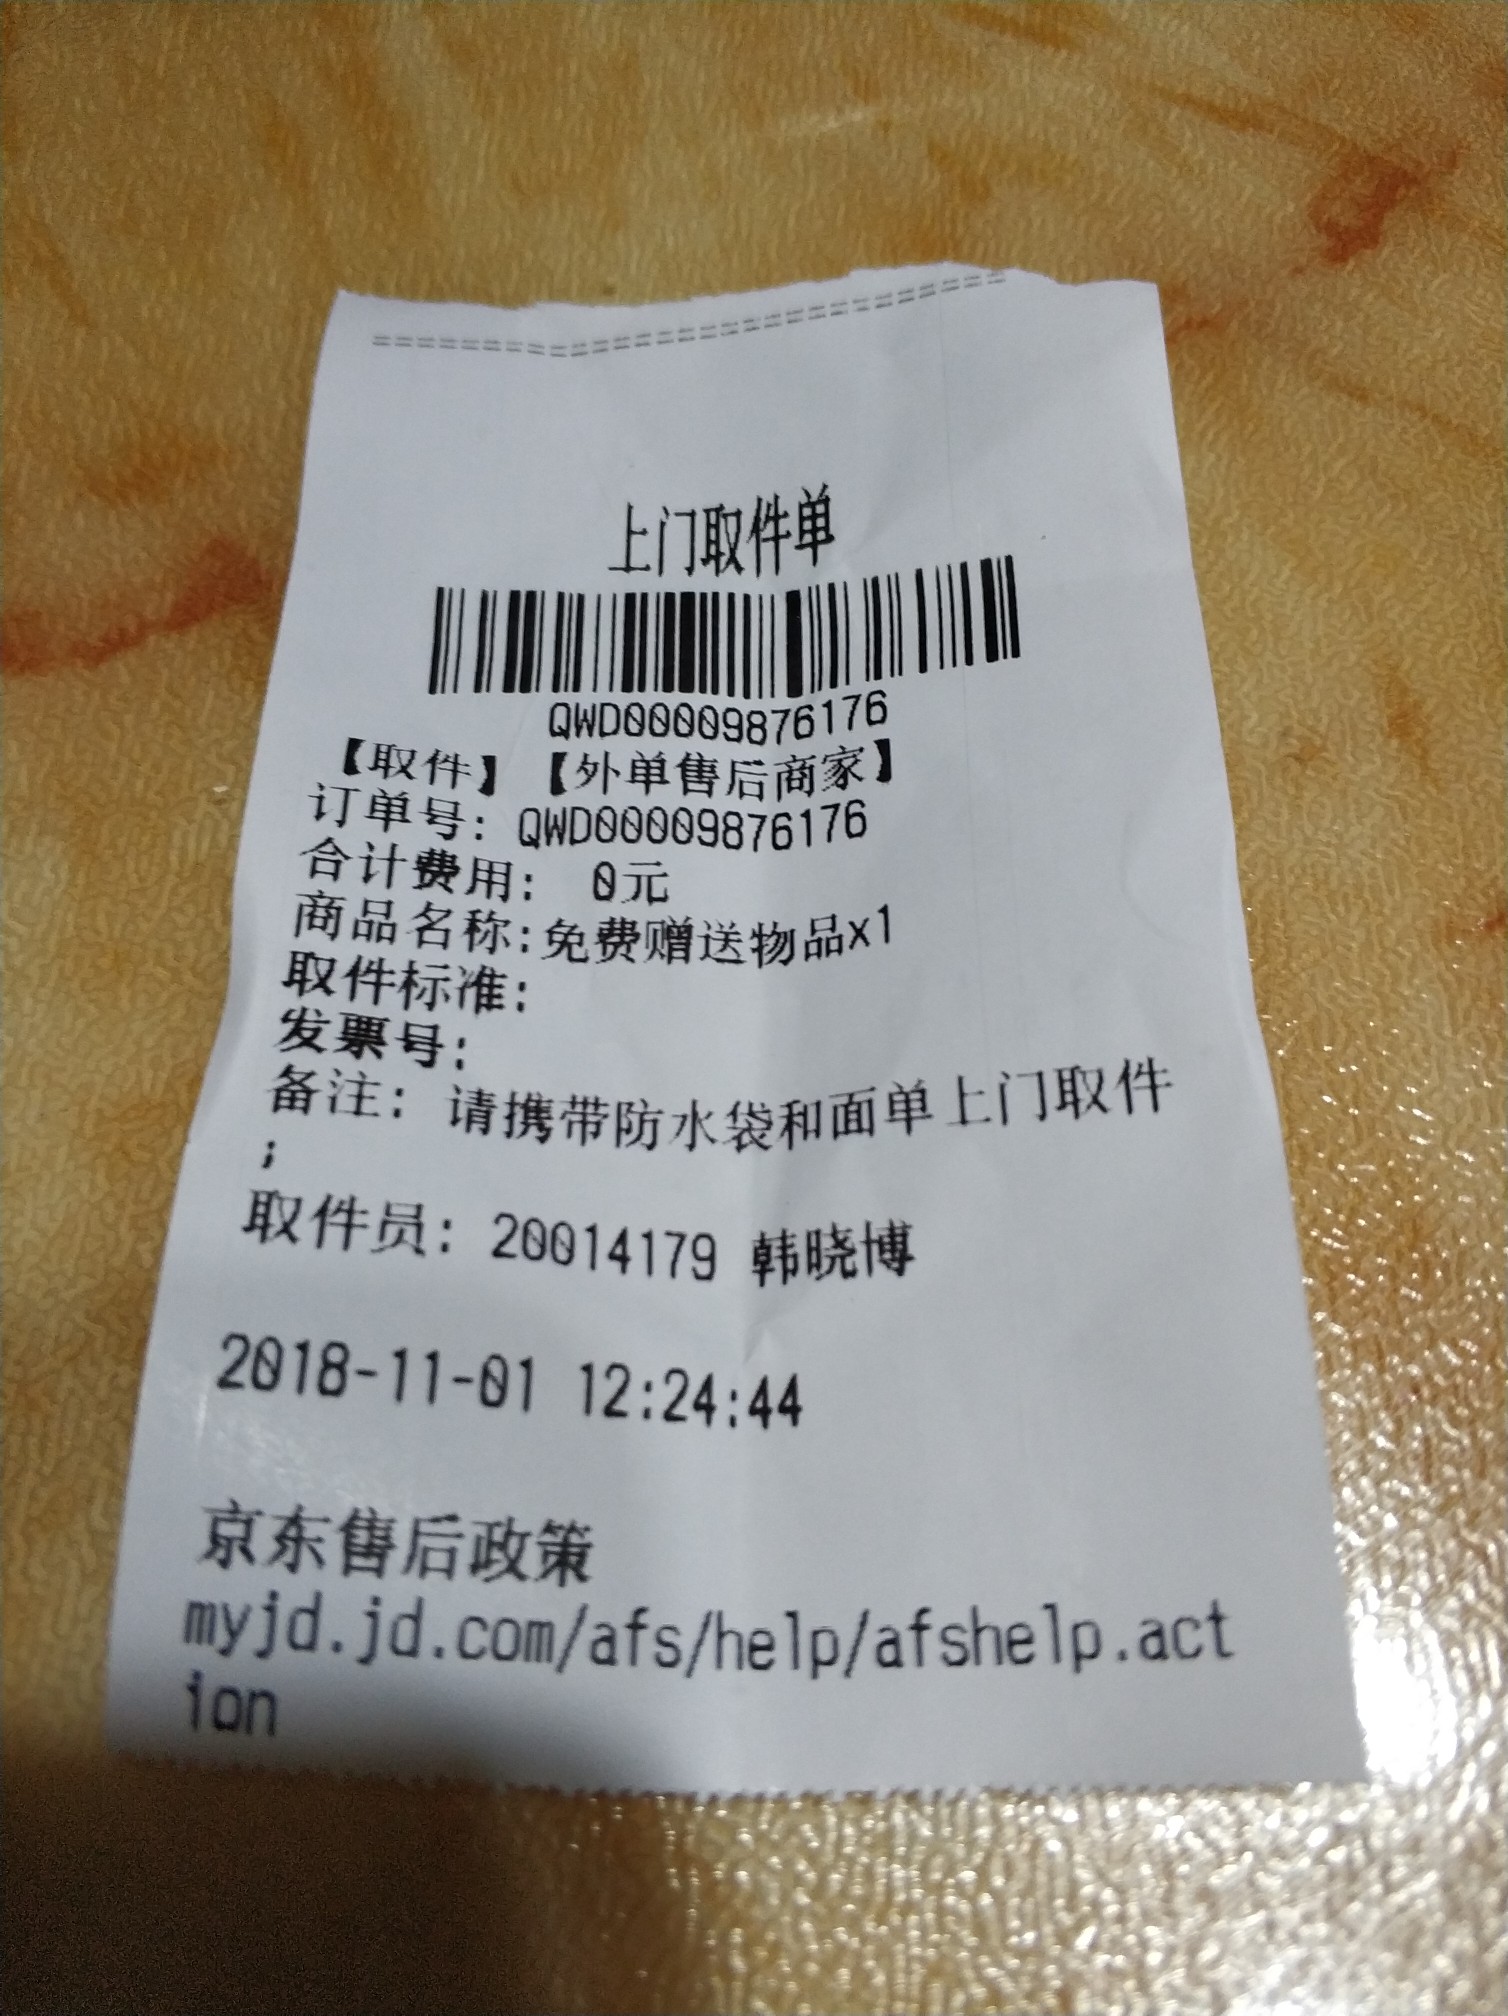 上门取件单
QWD00009876176
【取件】【外单售后商家】
订单号: QWD00009876176
合计费用: 0元
商品名称:免费赠送物品x1
取件标准:
发票号:
备注: 请携带防水袋和面单上门取件
;
取件员: 20014179 韩晓博
2018-11-01 12:24:44
京东售后政策
myjd.jd.com/afs/help/afshelp.act
ion